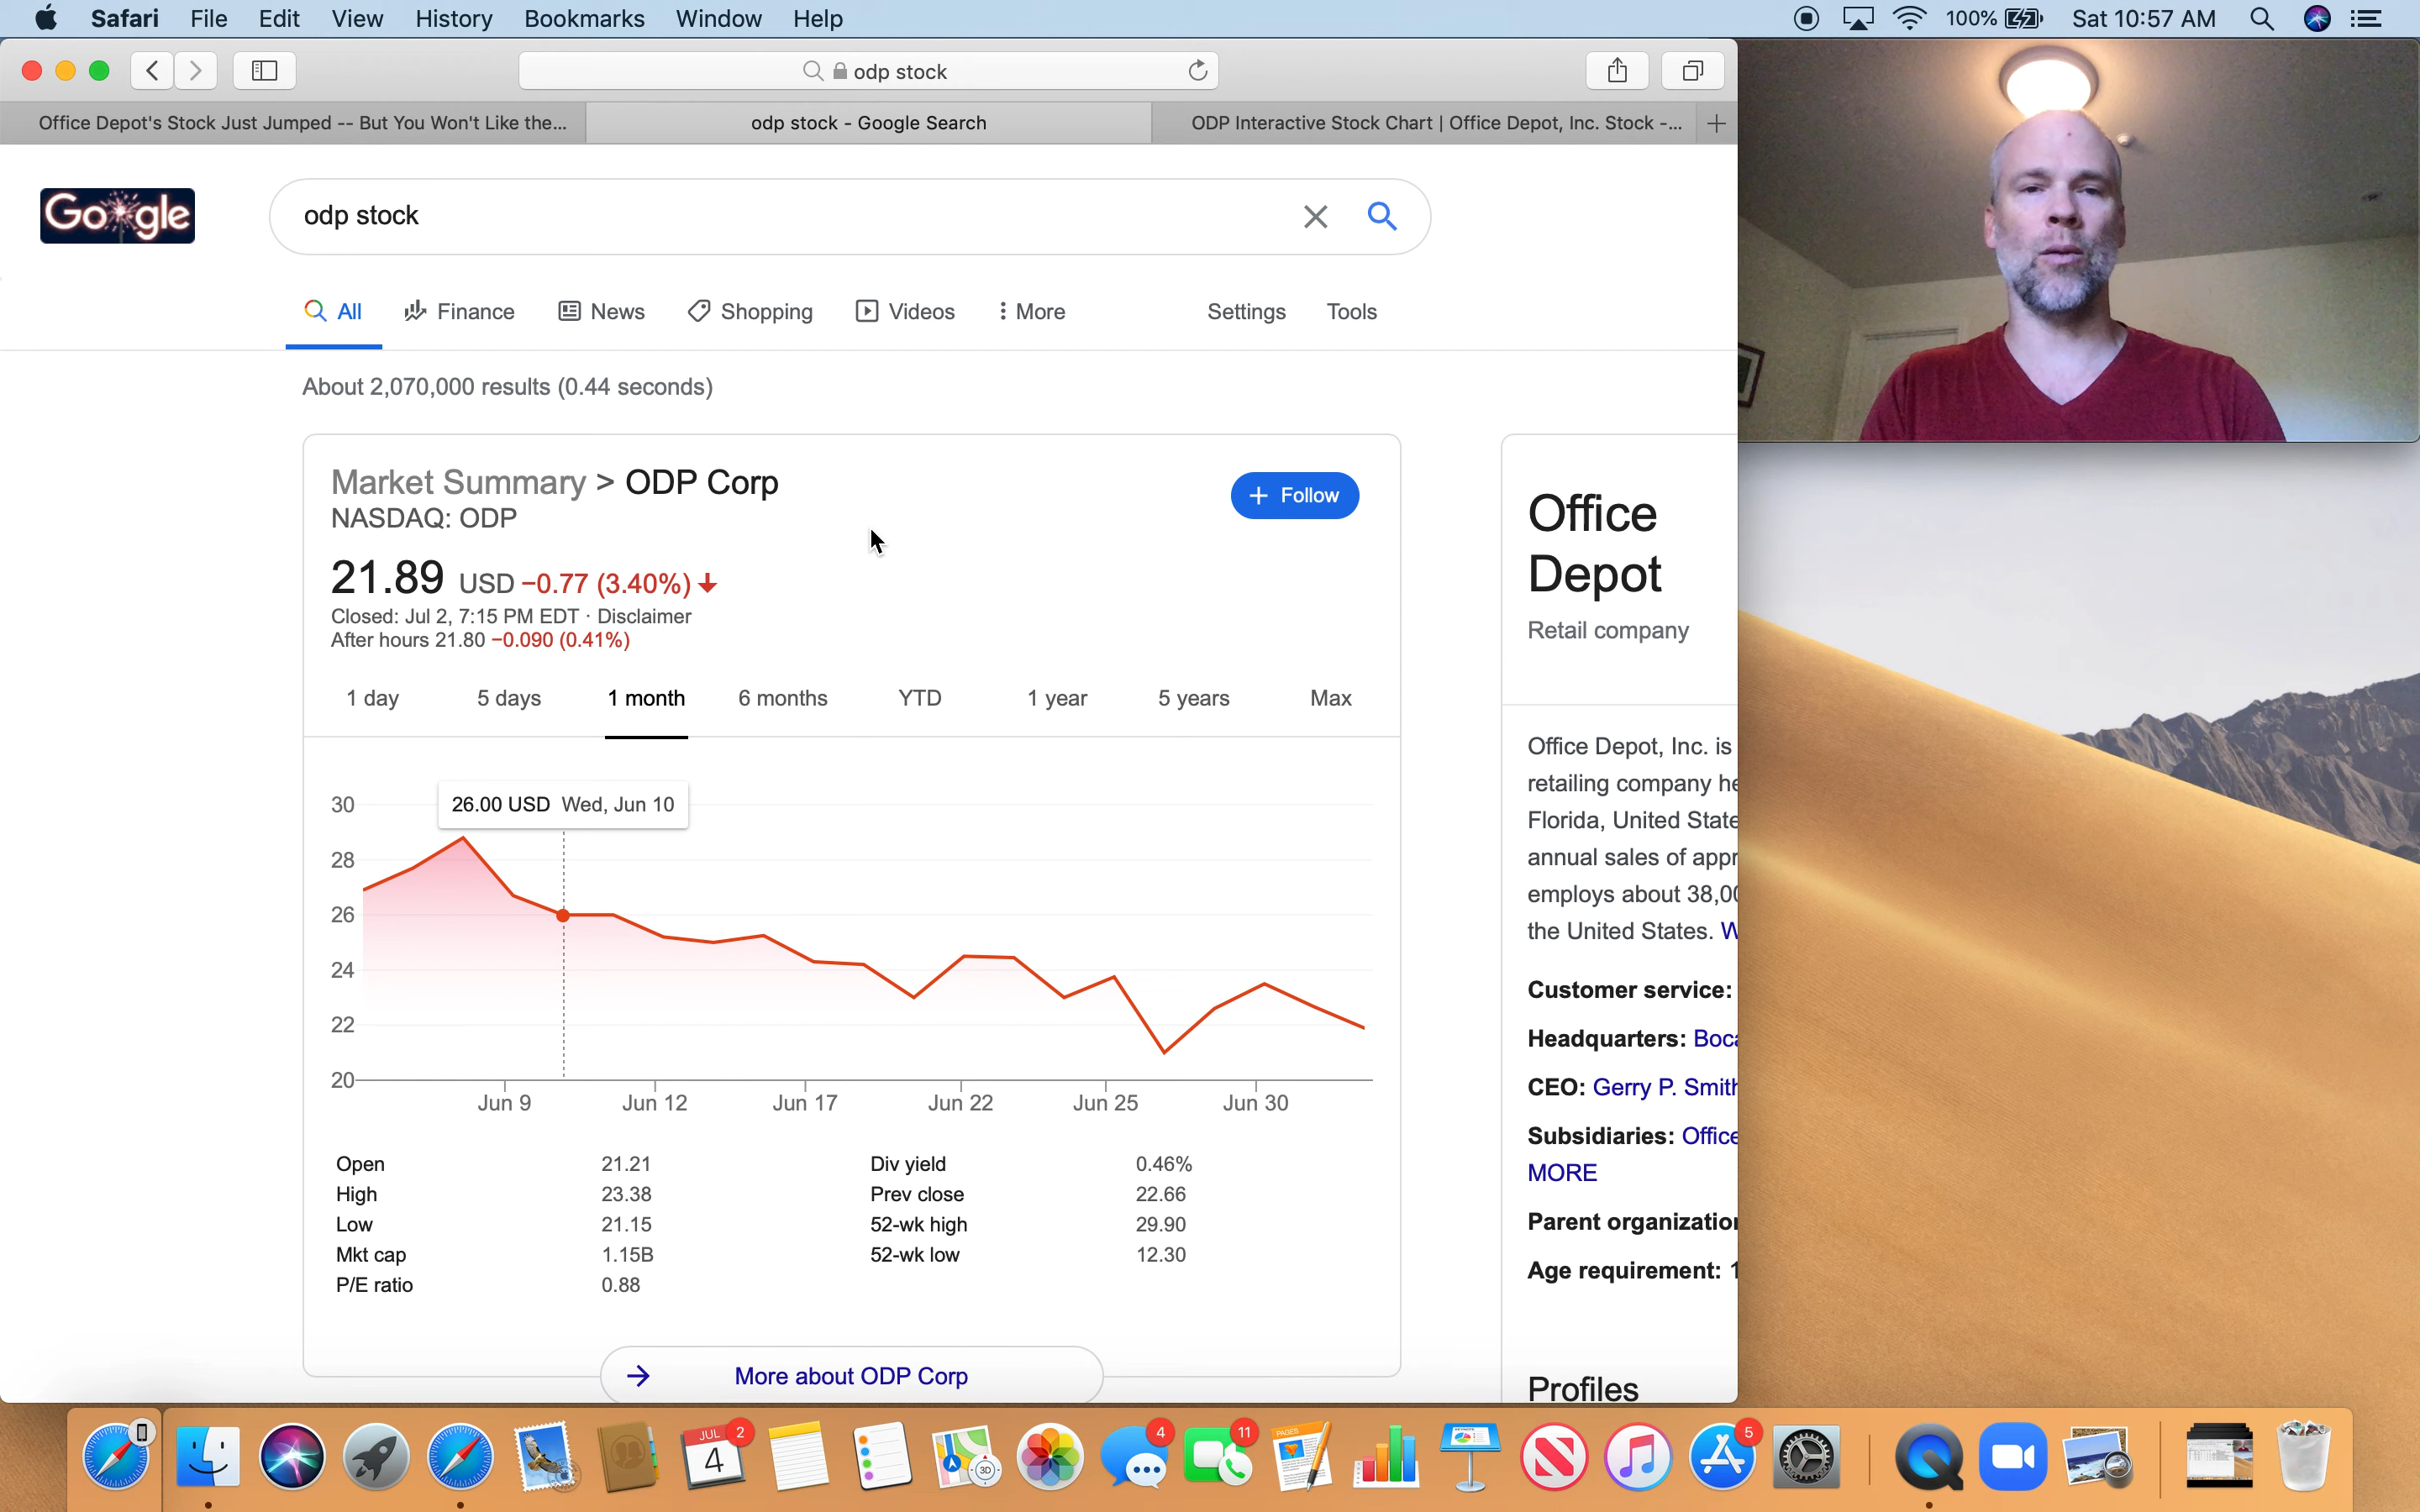 Safari File Edit View History Bookmarks Window Help 100% Sat 10:57 AM
odp stock
Office Depot's Stock Just Jumped -- But You Won't Like the... odp stock - Google Search ODP Interactive Stock Chart | Office Depot, Inc. Stock -...
Google odp stock
All Finance News Shopping Videos More Settings Tools
About 2,070,000 results (0.44 seconds)
Market Summary > ODP Corp
NASDAQ: ODP
+ Follow
21.89 USD −0.77 (3.40%)
Closed: Jul 2, 7:15 PM EDT · Disclaimer
After hours 21.80 −0.090 (0.41%)
1 day 5 days 1 month 6 months YTD 1 year 5 years Max
26.00 USD Wed, Jun 10
30
28
26
24
22
20
Jun 9 Jun 12 Jun 17 Jun 22 Jun 25 Jun 30
Open 21.21 Div yield 0.46%
High 23.38 Prev close 22.66
Low 21.15 52-wk high 29.90
Mkt cap 1.15B 52-wk low 12.30
P/E ratio 0.88
More about ODP Corp
Office
Depot
Retail company
Office Depot, Inc. is
retailing company
Florida, United
annual sales of
employs about
the United States.
Customer service:
Headquarters:
CEO: Gerry P.
Subsidiaries: Office
MORE
Parent
Age requirement:
Profiles
JUL 2
4
4
11
PAGES
3D
5